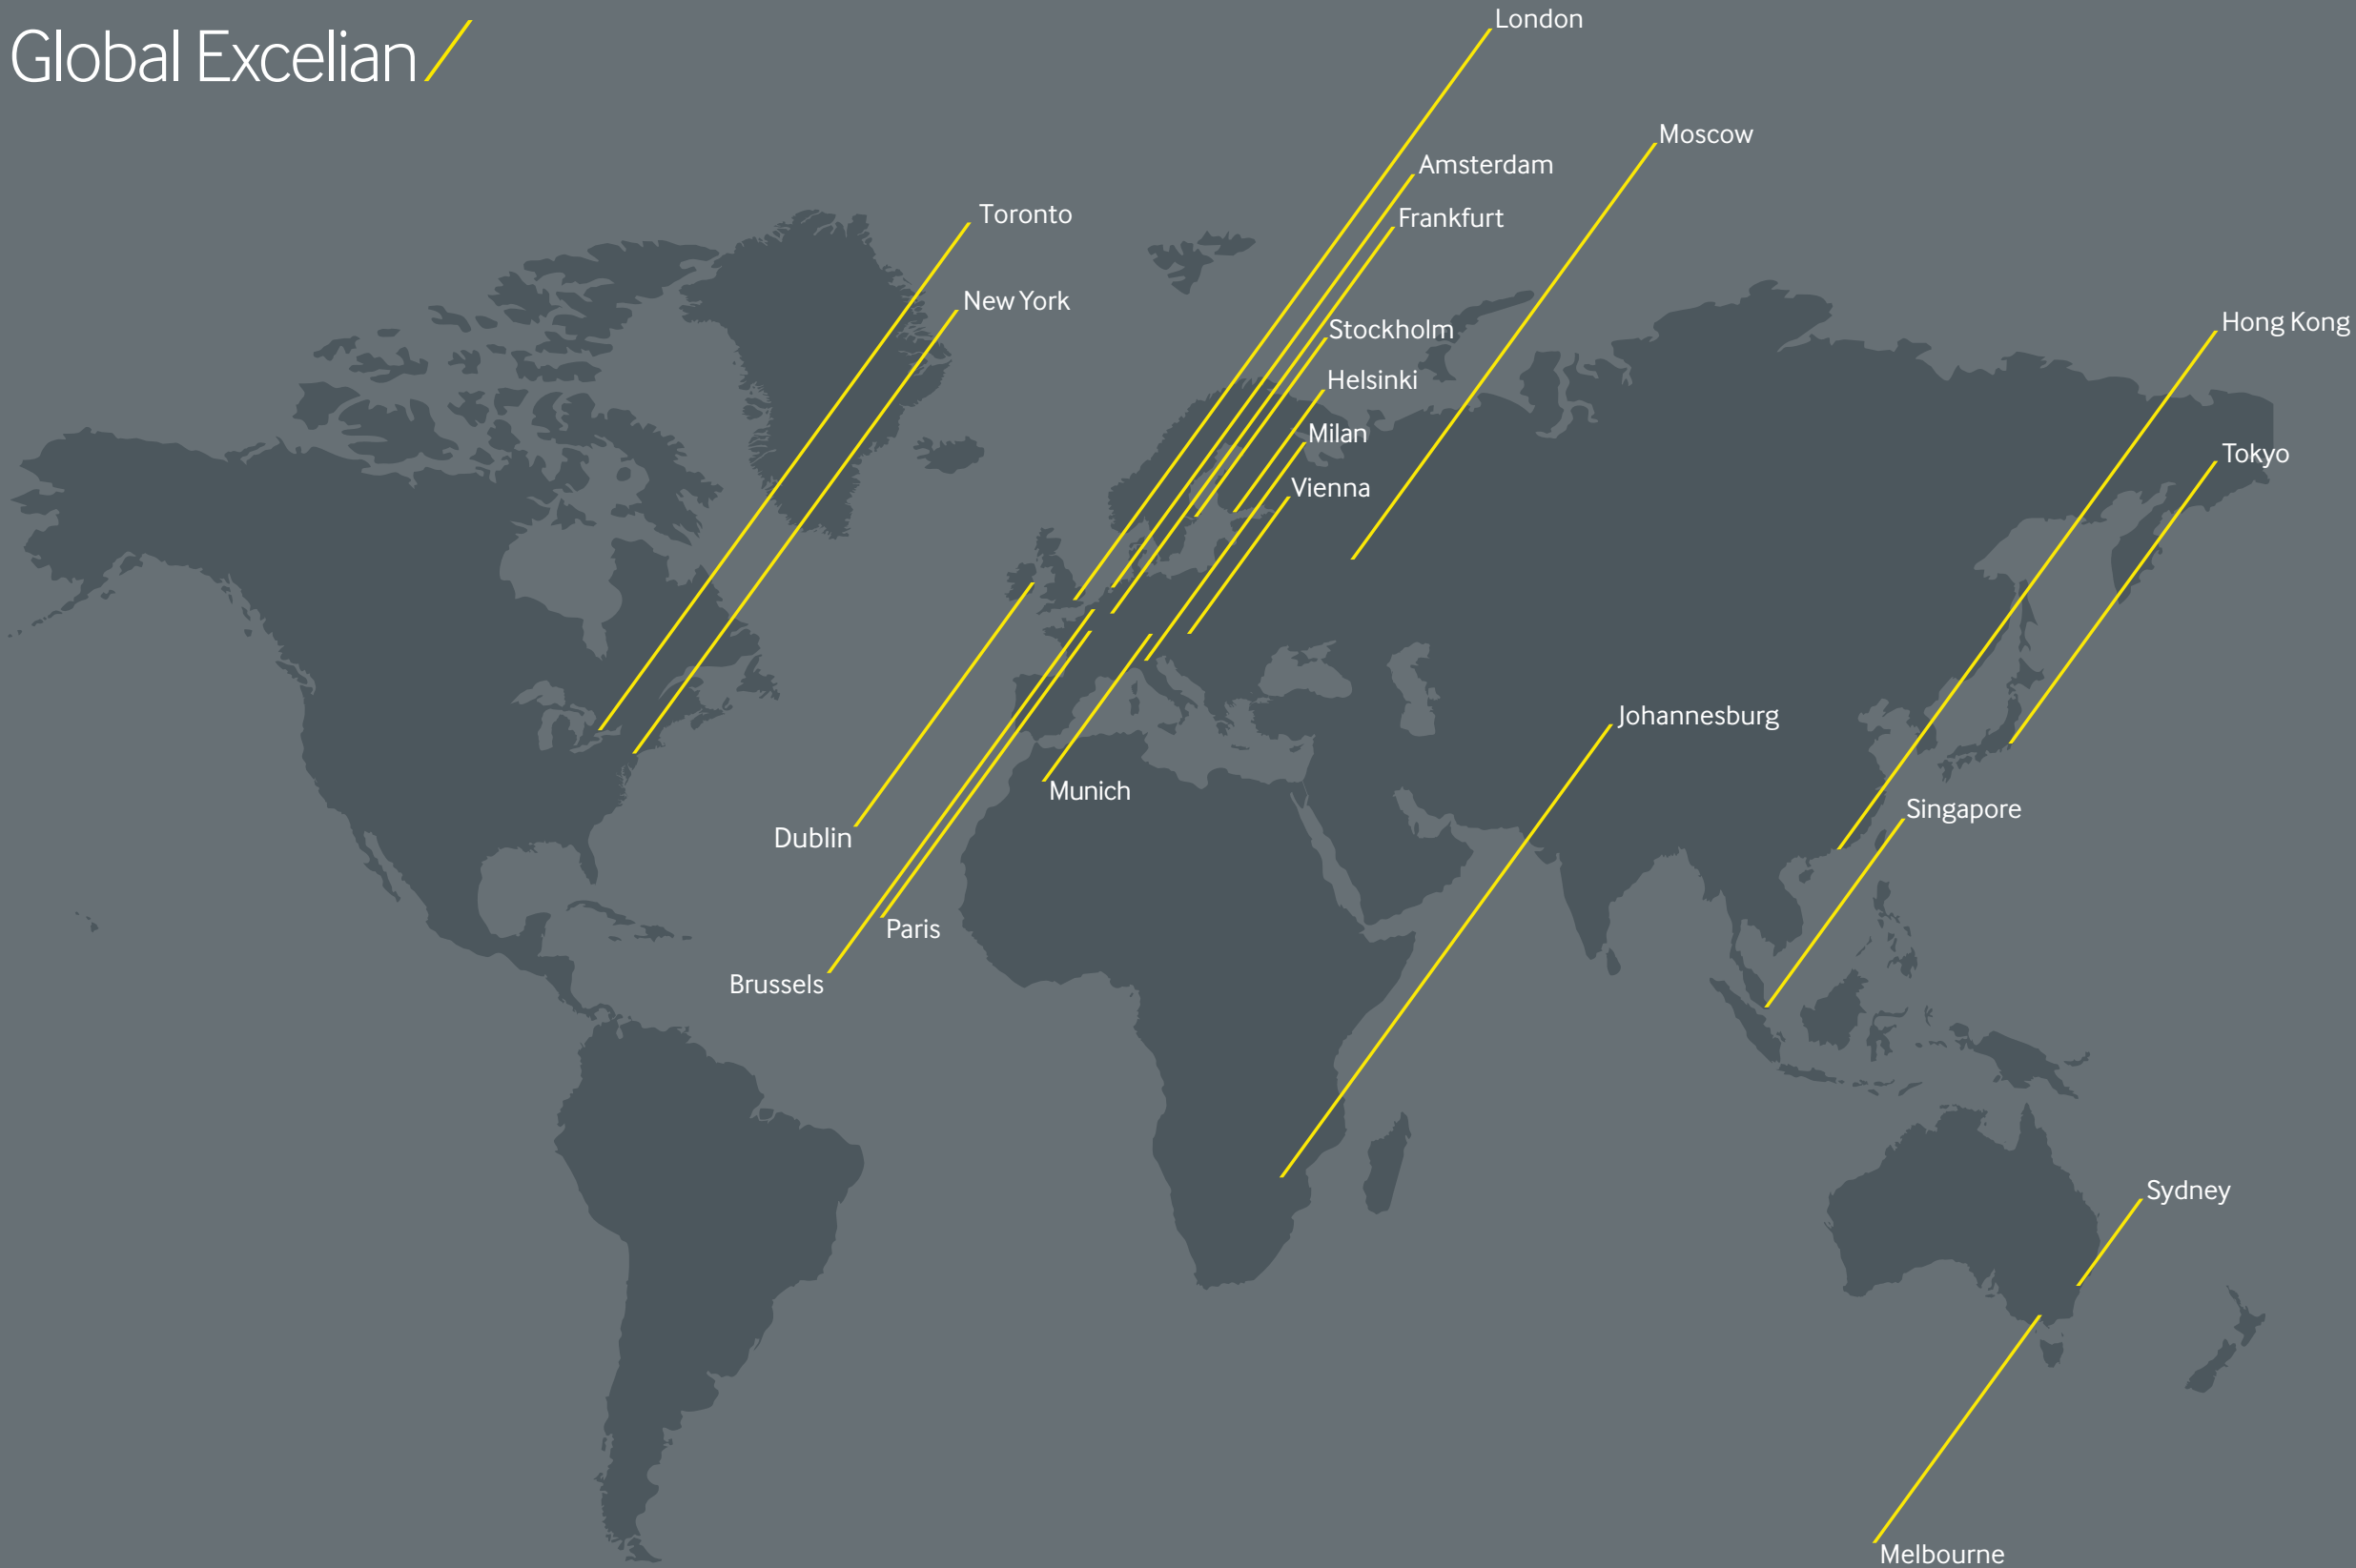 Global Excelian
London
Moscow
Amsterdam
Toronto
Frankfurt
New York
Hong Kong
Stockholm
Helsinki
Milan
Tokyo
Vienna
Johannesburg
Munich
Singapore
Dublin
Paris
Brussels
Sydney
Melbourne